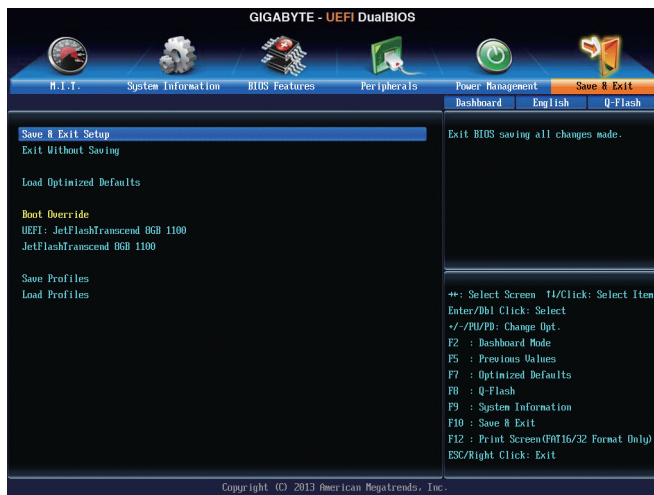 GIGABYTE - UEFI DualBIOS
M.I.T. System Information BIOS Features Peripherals Power Management Save & Exit
Dashboard English Q-Flash
Save & Exit Setup
Exit Without Saving
Load Optimized Defaults
Boot Override
UEFI: JetFlashTranscend 8GB 1100
JetFlashTranscend 8GB 1100
Save Profiles
Load Profiles
Exit BIOS saving all changes made.
→←: Select Screen ↑↓/Click: Select Item
Enter/Dbl Click: Select
+/-/PU/PD: Change Opt.
F2 : Dashboard Mode
F5 : Previous Values
F7 : Optimized Defaults
F8 : Q-Flash
F9 : System Information
F10 : Save & Exit
F12 : Print Screen(FAT16/32 Format Only)
ESC/Right Click: Exit
Copyright (C) 2013 American Megatrends, Inc.